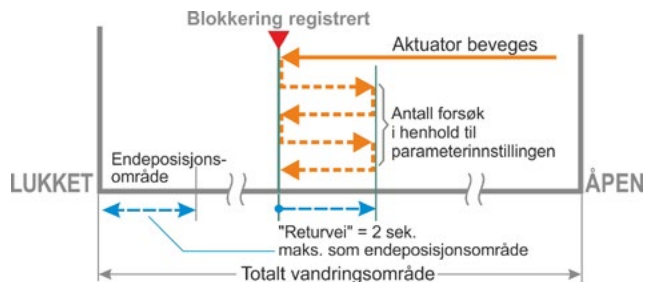 Blokkering registrert
Aktuator beveges
Antall forsøk
i henhold til
parameterinnstillingen
Endeposisjons-
område
LUKKET
ÅPEN
"Returvei" = 2 sek.
maks. som endeposisjonsområde
Totalt vandringsområde